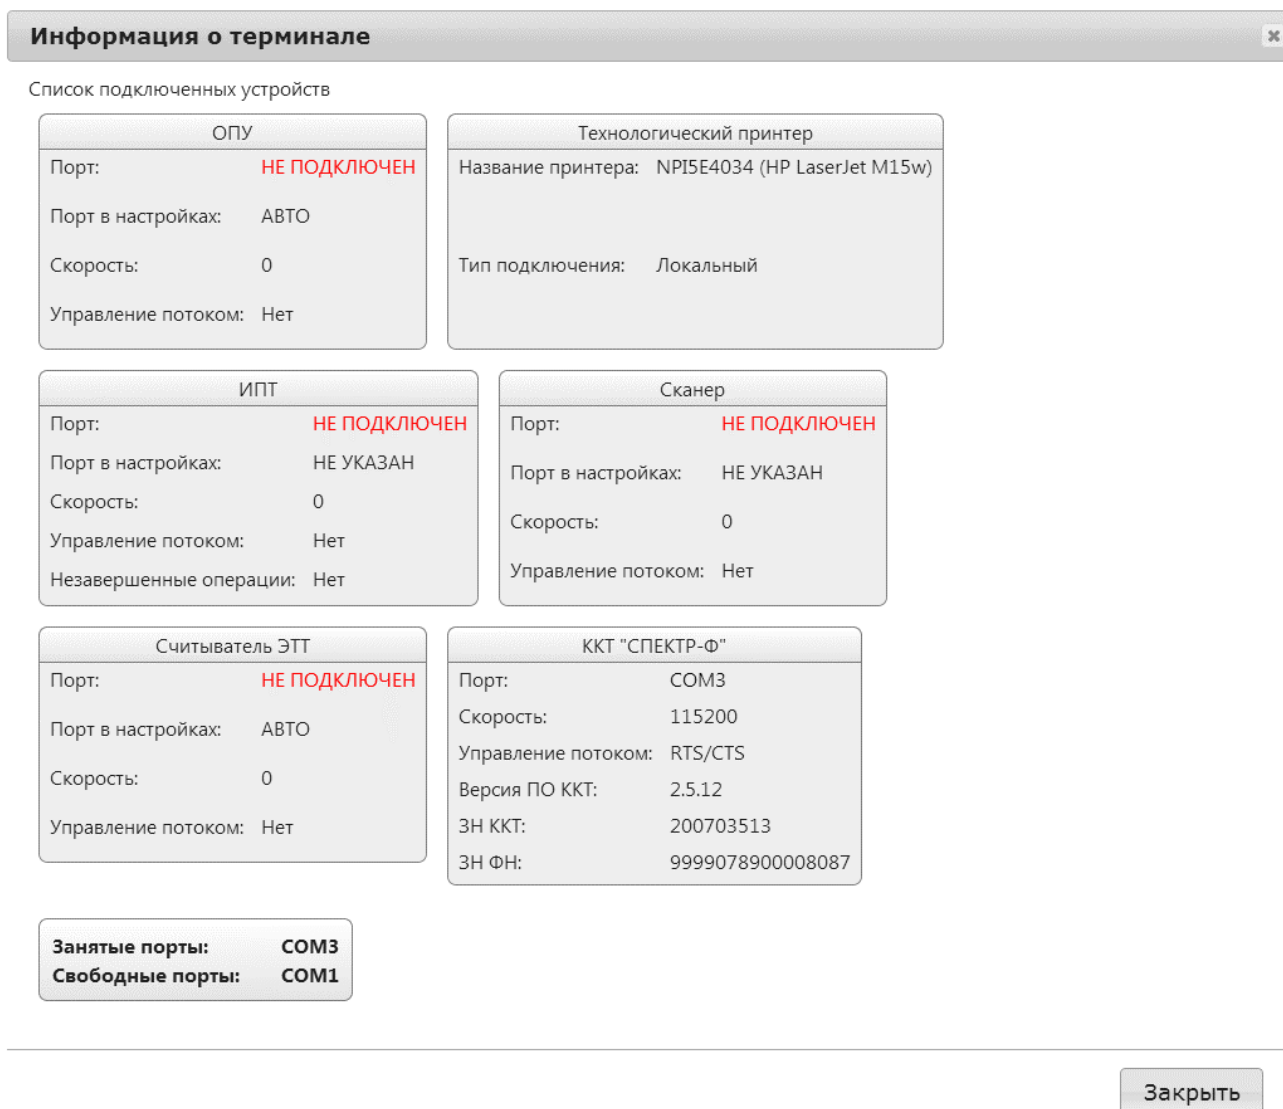 Информация о терминале
Список подключенных устройств
ОПУ
Порт: НЕ ПОДКЛЮЧЕН
Порт в настройках: АВТО
Скорость: 0
Управление потоком: Нет
Технологический принтер
Название принтера: NPI5E4034 (HP LaserJet M15w)
Тип подключения: Локальный
ИПТ
Порт: НЕ ПОДКЛЮЧЕН
Порт в настройках: НЕ УКАЗАН
Скорость: 0
Управление потоком: Нет
Незавершенные операции: Нет
Сканер
Порт: НЕ ПОДКЛЮЧЕН
Порт в настройках: НЕ УКАЗАН
Скорость: 0
Управление потоком: Нет
Считыватель ЭТТ
Порт: НЕ ПОДКЛЮЧЕН
Порт в настройках: АВТО
Скорость: 0
Управление потоком: Нет
ККТ "СПЕКТР-Ф"
Порт: COM3
Скорость: 115200
Управление потоком: RTS/CTS
Версия ПО ККТ: 2.5.12
ЗН ККТ: 200703513
ЗН ФН: 9999078900008087
Занятые порты: COM3
Свободные порты: COM1
Закрыть